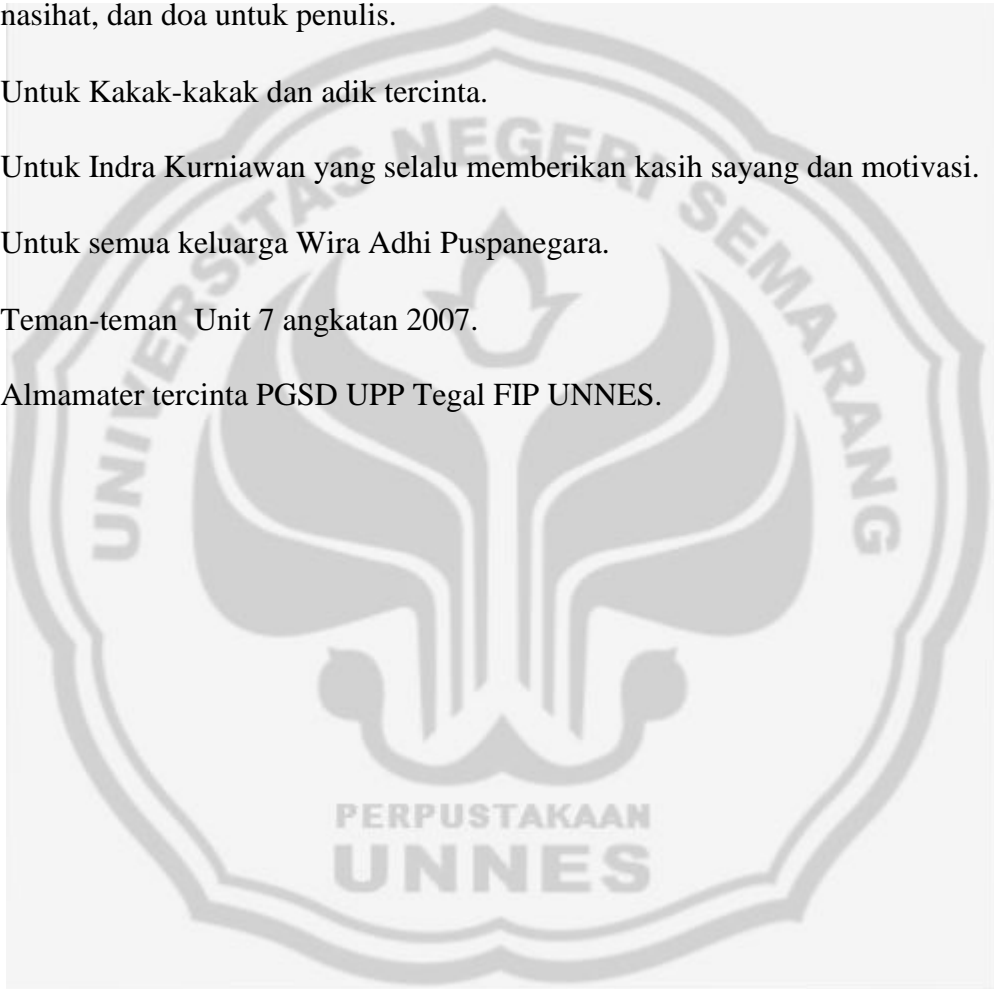 nasihat, dan doa untuk penulis.
Untuk Kakak-kakak dan adik tercinta.
Untuk Indra Kurniawan yang selalu memberikan kasih sayang dan motivasi.
Untuk semua keluarga Wira Adhi Puspanegara.
Teman-teman Unit 7 angkatan 2007.
Almamater tercinta PGSD UPP Tegal FIP UNNES.
UNIVERSITAS NEGERI SEMARANG
PERPUSTAKAAN
UNNES